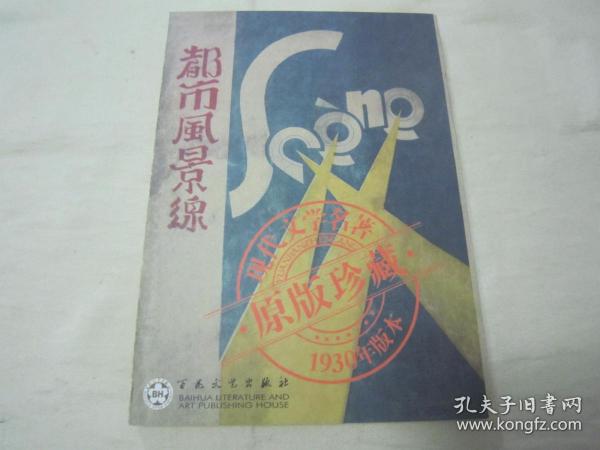 都市風景線
Scène
现代文学名著
原版珍藏
1930年版本
BH
百花文艺出版社
BAIHUA LITERATURE AND
ART PUBLISHING HOUSE
孔夫子旧书网
www.kongfz.com